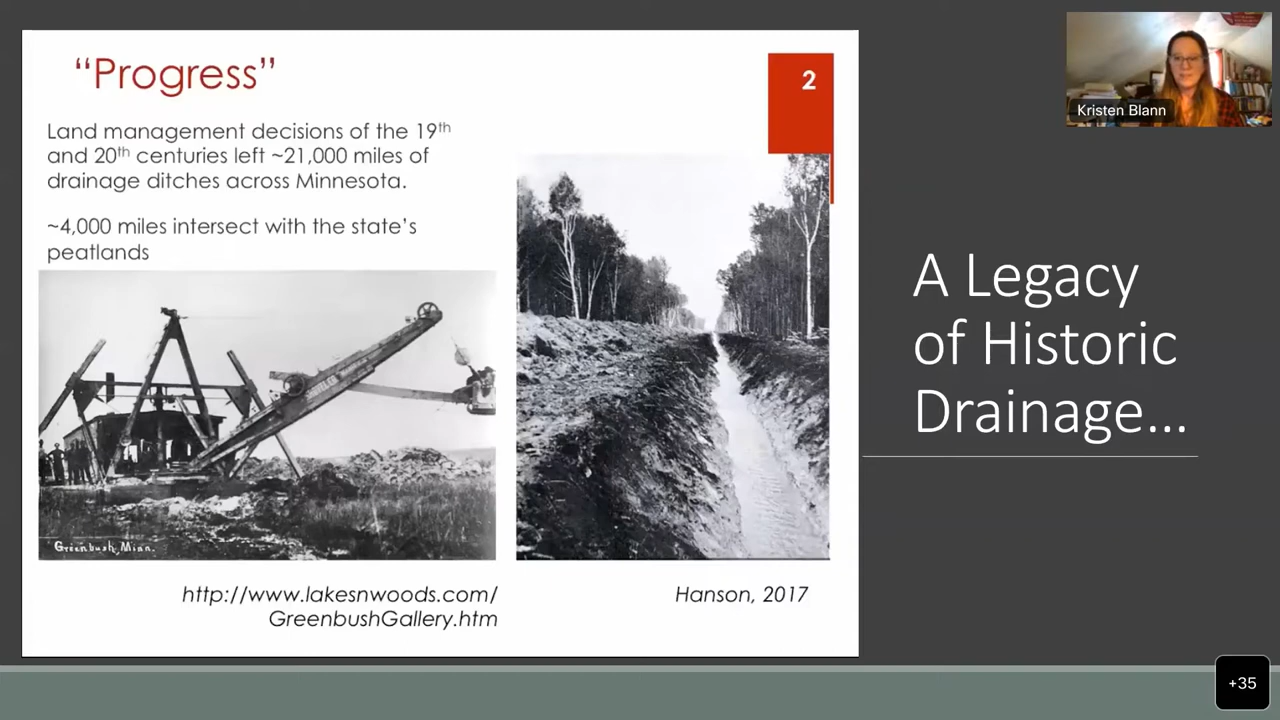 “Progress”
2
Land management decisions of the 19th
and 20th centuries left ~21,000 miles of
drainage ditches across Minnesota.
~4,000 miles intersect with the state’s
peatlands
Greenbush, Minn.
http://www.lakesnwoods.com/
GreenbushGallery.htm
Hanson, 2017
A Legacy
of Historic
Drainage...
Kristen Blann
+35